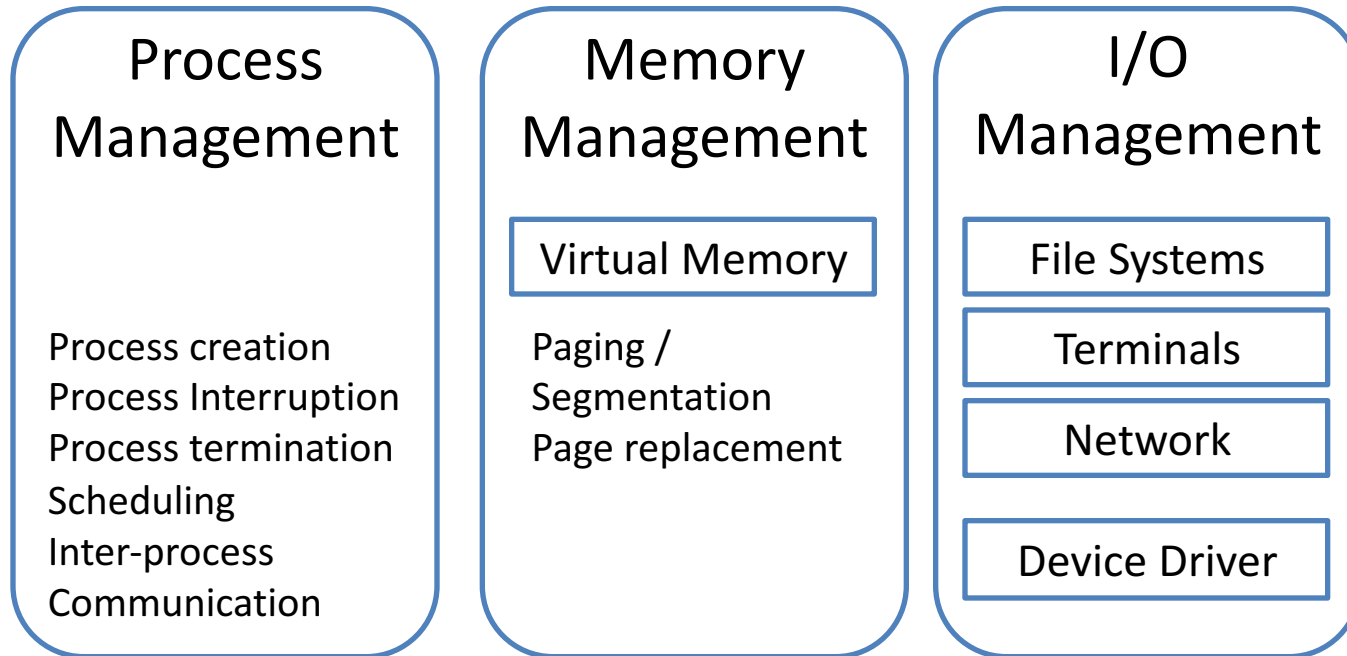 Process
Management
Process creation
Process Interruption
Process termination
Scheduling
Inter-process
Communication
Memory
Management
Virtual Memory
Paging /
Segmentation
Page replacement
I/O
Management
File Systems
Terminals
Network
Device Driver